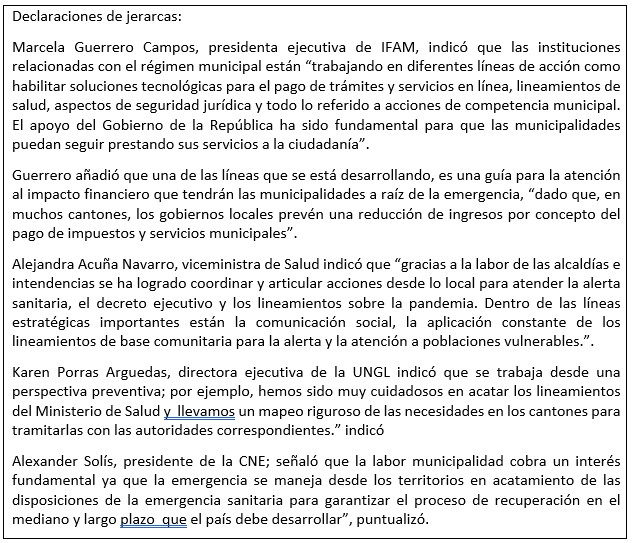 Declaraciones de jerarcas:
Marcela Guerrero Campos, presidenta ejecutiva de IFAM, indicó que las instituciones
relacionadas con el régimen municipal están “trabajando en diferentes líneas de acción como
habilitar soluciones tecnológicas para el pago de trámites y servicios en línea, lineamientos de
salud, aspectos de seguridad jurídica y todo lo referido a acciones de competencia municipal.
El apoyo del Gobierno de la República ha sido fundamental para que las municipalidades
puedan seguir prestando sus servicios a la ciudadanía”.
Guerrero añadió que una de las líneas que se está desarrollando, es una guía para la atención
al impacto financiero que tendrán las municipalidades a raíz de la emergencia, “dado que, en
muchos cantones, los gobiernos locales prevén una reducción de ingresos por concepto del
pago de impuestos y servicios municipales”.
Alejandra Acuña Navarro, viceministra de Salud indicó que “gracias a la labor de las alcaldías e
intendencias se ha logrado coordinar y articular acciones desde lo local para atender la alerta
sanitaria, el decreto ejecutivo y los lineamientos sobre la pandemia. Dentro de las líneas
estratégicas importantes están la comunicación social, la aplicación constante de los
lineamientos de base comunitaria para la alerta y la atención a poblaciones vulnerables.”.
Karen Porras Arguedas, directora ejecutiva de la UNGL indicó que se trabaja desde una
perspectiva preventiva; por ejemplo, hemos sido muy cuidadosos en acatar los lineamientos
del Ministerio de Salud y llevamos un mapeo riguroso de las necesidades en los cantones para
tramitarlas con las autoridades correspondientes.” indicó
Alexander Solís, presidente de la CNE; señaló que la labor municipalidad cobra un interés
fundamental ya que la emergencia se maneja desde los territorios en acatamiento de las
disposiciones de la emergencia sanitaria para garantizar el proceso de recuperación en el
mediano y largo plazo que el país debe desarrollar”, puntualizó.